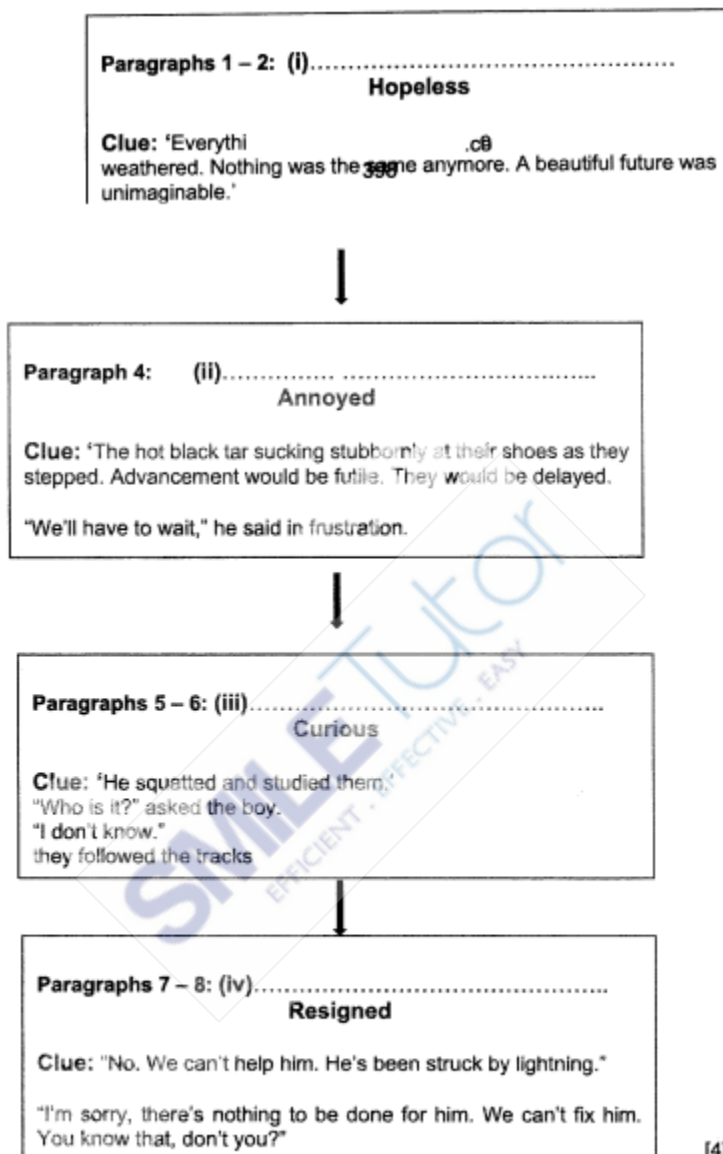 Paragraphs 1 – 2: (i)..........................................
Hopeless
Clue: 'Everythi
weathered. Nothing was the anymore. A beautiful future was
unimaginable.'
Paragraph 4: (ii)............... ..............................
Annoyed
Clue: 'The hot black tar sucking stubbornly at their shoes as they
stepped. Advancement would be futile. They would be delayed.
"We'll have to wait," he said in frustration.
Paragraphs 5 – 6: (iii)..........................................
Curious
Clue: 'He squatted and studied them.'
"Who is it?" asked the boy.
"I don't know."
they followed the tracks
Paragraphs 7 – 8: (iv)..........................................
Resigned
Clue: "No. We can't help him. He's been struck by lightning."
"I'm sorry, there's nothing to be done for him. We can't fix him.
You know that, don't you?"
[4]
SMILE Tutor
EFFICIENT . EFFECTIVE . EASY